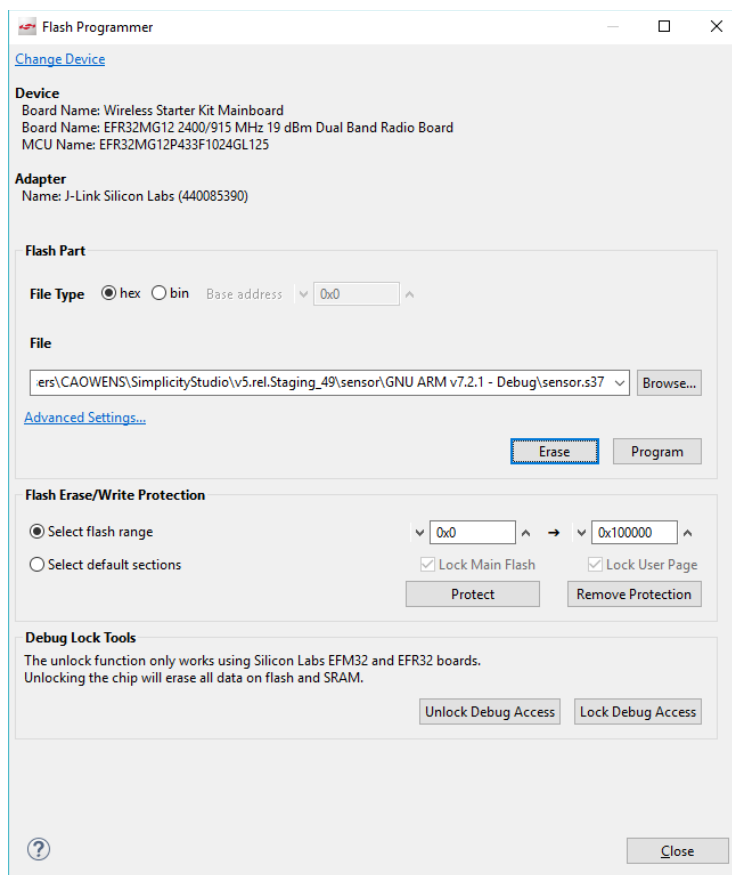 Flash Programmer
Change Device
Device
Board Name: Wireless Starter Kit Mainboard
Board Name: EFR32MG12 2400/915 MHz 19 dBm Dual Band Radio Board
MCU Name: EFR32MG12P433F1024GL125
Adapter
Name: J-Link Silicon Labs (440085390)
Flash Part
File Type hex bin Base address 0x0
File
:ers\CAOWENS\SimplicityStudio\v5.rel.Staging_49\sensor\GNU ARM v7.2.1 - Debug\sensor.s37 Browse...
Advanced Settings...
Erase Program
Flash Erase/Write Protection
Select flash range 0x0 → 0x100000
Select default sections Lock Main Flash Lock User Page
Protect Remove Protection
Debug Lock Tools
The unlock function only works using Silicon Labs EFM32 and EFR32 boards.
Unlocking the chip will erase all data on flash and SRAM.
Unlock Debug Access Lock Debug Access
? Close